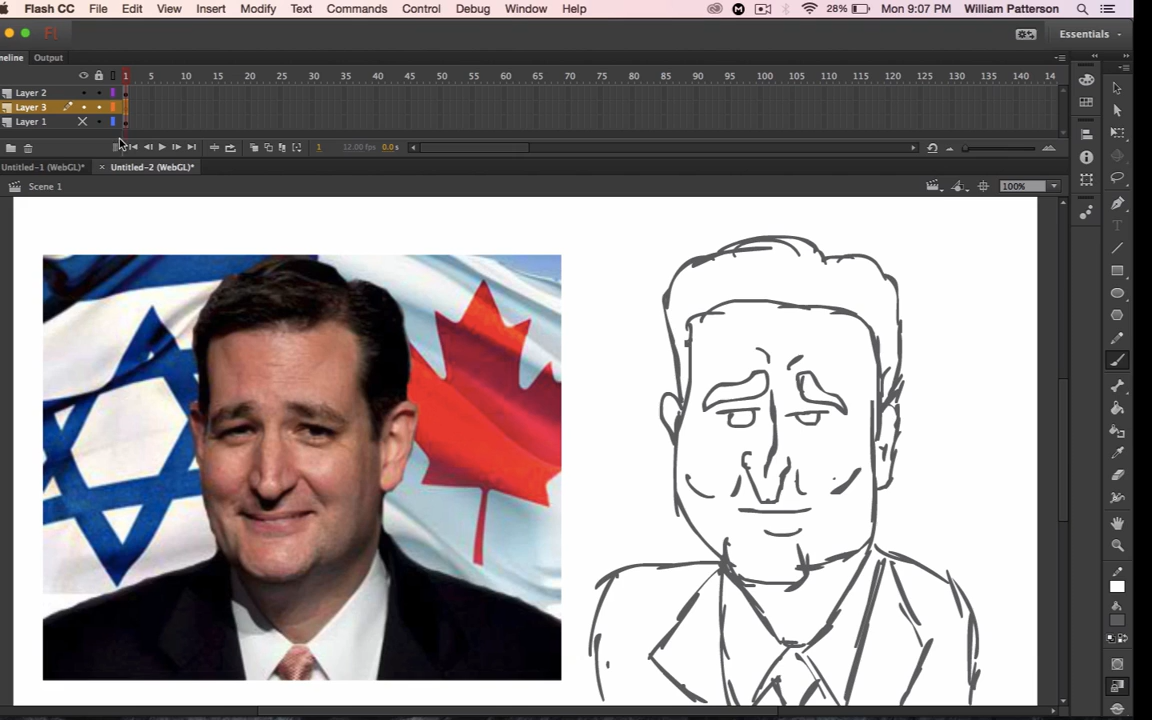 Flash CC File Edit View Insert Modify Text Commands Control Debug Window Help 28% Mon 9:07 PM William Patterson
Fl Essentials
meline Output
1 5 10 15 20 25 30 35 40 45 50 55 60 65 70 75 80 85 90 95 100 105 110 115 120 125 130 135 140 14
Layer 2
Layer 3
Layer 1
1 12.00 fps 0.0 s
Untitled-1 (WebGL)* × Untitled-2 (WebGL)*
Scene 1 100%
T